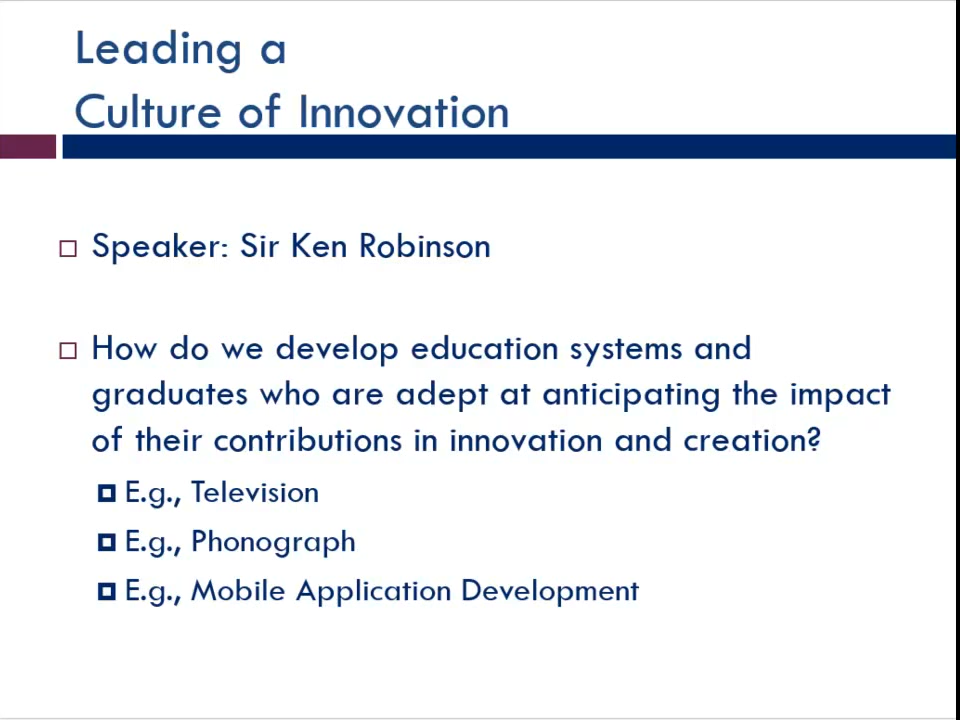 Leading a
Culture of Innovation
Speaker: Sir Ken Robinson
How do we develop education systems and
graduates who are adept at anticipating the impact
of their contributions in innovation and creation?
E.g., Television
E.g., Phonograph
E.g., Mobile Application Development